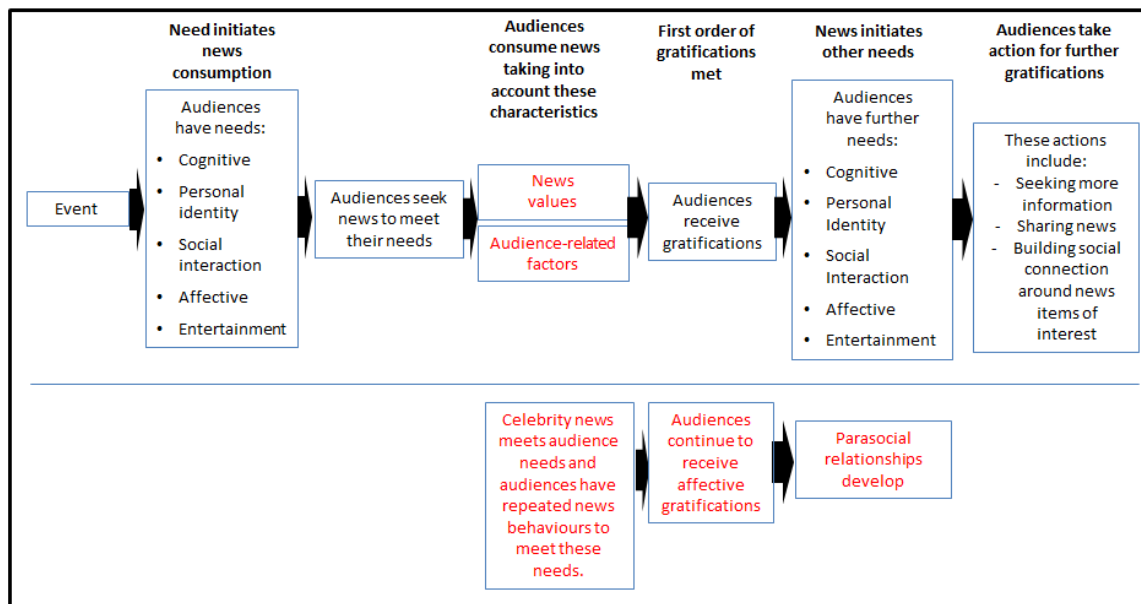 Need initiates
news
consumption
Audiences
consume news
taking into
account these
characteristics
First order of
gratifications
met
News initiates
other needs
Audiences take
action for further
gratifications
Event
Audiences
have needs:
• Cognitive
• Personal
identity
• Social
interaction
• Affective
• Entertainment
Audiences seek
news to meet
their needs
News
values
Audience-related
factors
Audiences
receive
gratifications
Audiences
have further
needs:
• Cognitive
• Personal
Identity
• Social
Interaction
• Affective
• Entertainment
These actions
include:
- Seeking more
information
- Sharing news
- Building social
connection
around news
items of
interest
Celebrity news
meets audience
needs and
audiences have
repeated news
behaviours to
meet these
needs.
Audiences
continue to
receive
affective
gratifications
Parasocial
relationships
develop